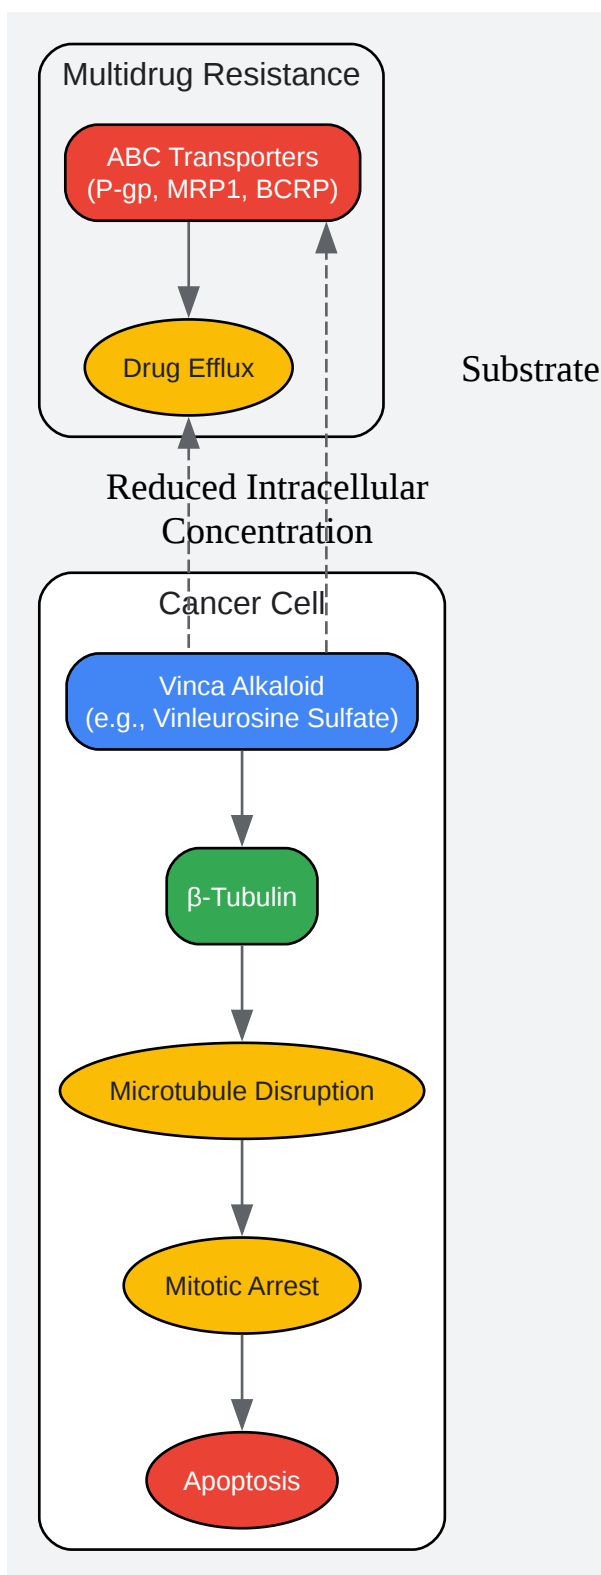 Multidrug Resistance
ABC Transporters
(P-gp, MRP1, BCRP)
Drug Efflux
Substrate
Reduced Intracellular
Concentration
Cancer Cell
Vinca Alkaloid
(e.g., Vinleurosine Sulfate)
β-Tubulin
Microtubule Disruption
Mitotic Arrest
Apoptosis